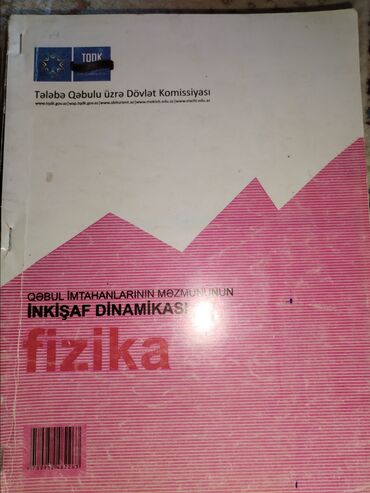 TQDK
Tələbə Qəbulu üzrə Dövlət Komissiyası
QƏBUL İMTAHANLARININ MƏZMUNUNUN
İNKİŞAF DİNAMİKASI
fizika